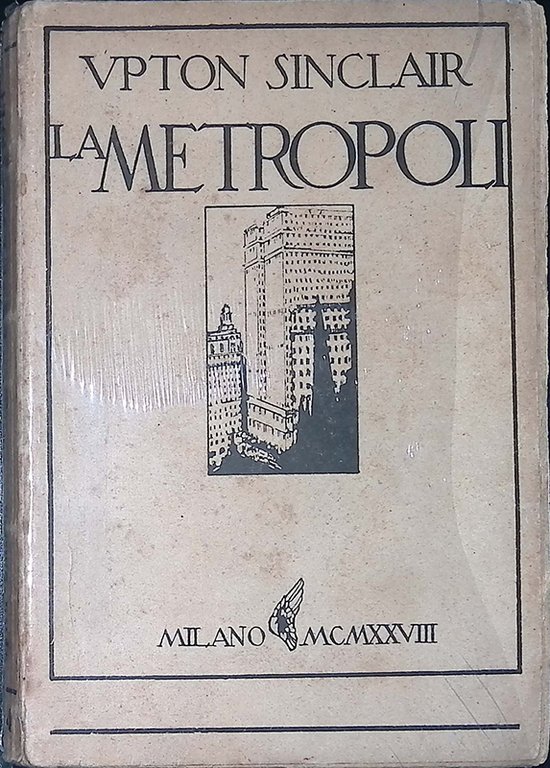 VPTON SINCLAIR
LA METROPOLI
MILANO MCMXXVIII